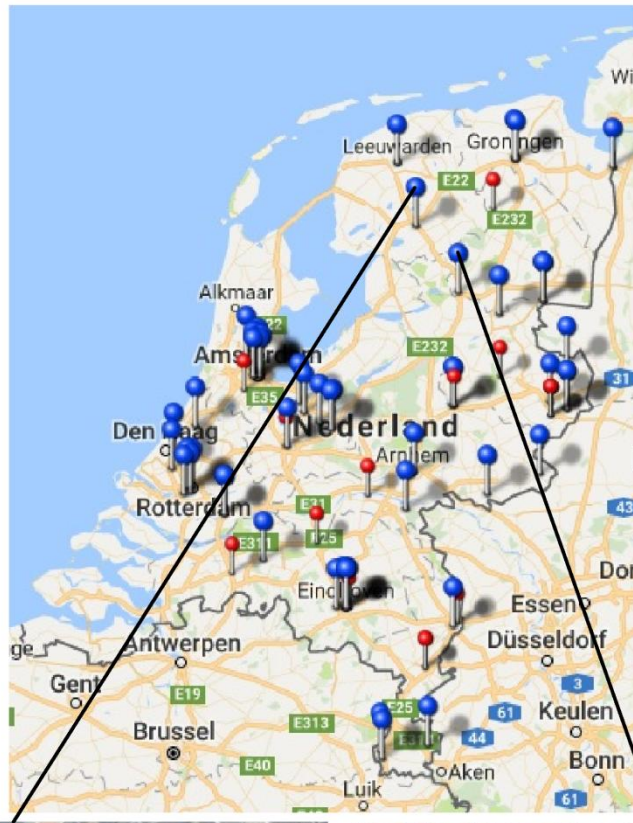 Wi
Leeuwarden
Groningen
E22
E232
Alkmaar
22
Amsterdam
E232
31
E35
Nederland
Den Haag
Arnhem
Rotterdam
E31
43
E311
E25
Eindhoven
Essen
Dor
Antwerpen
Düsseldorf
ge
Gent
E19
3
E25
61
Keulen
E313
Brussel
44
E40
Aken
Bonn
Luik
61